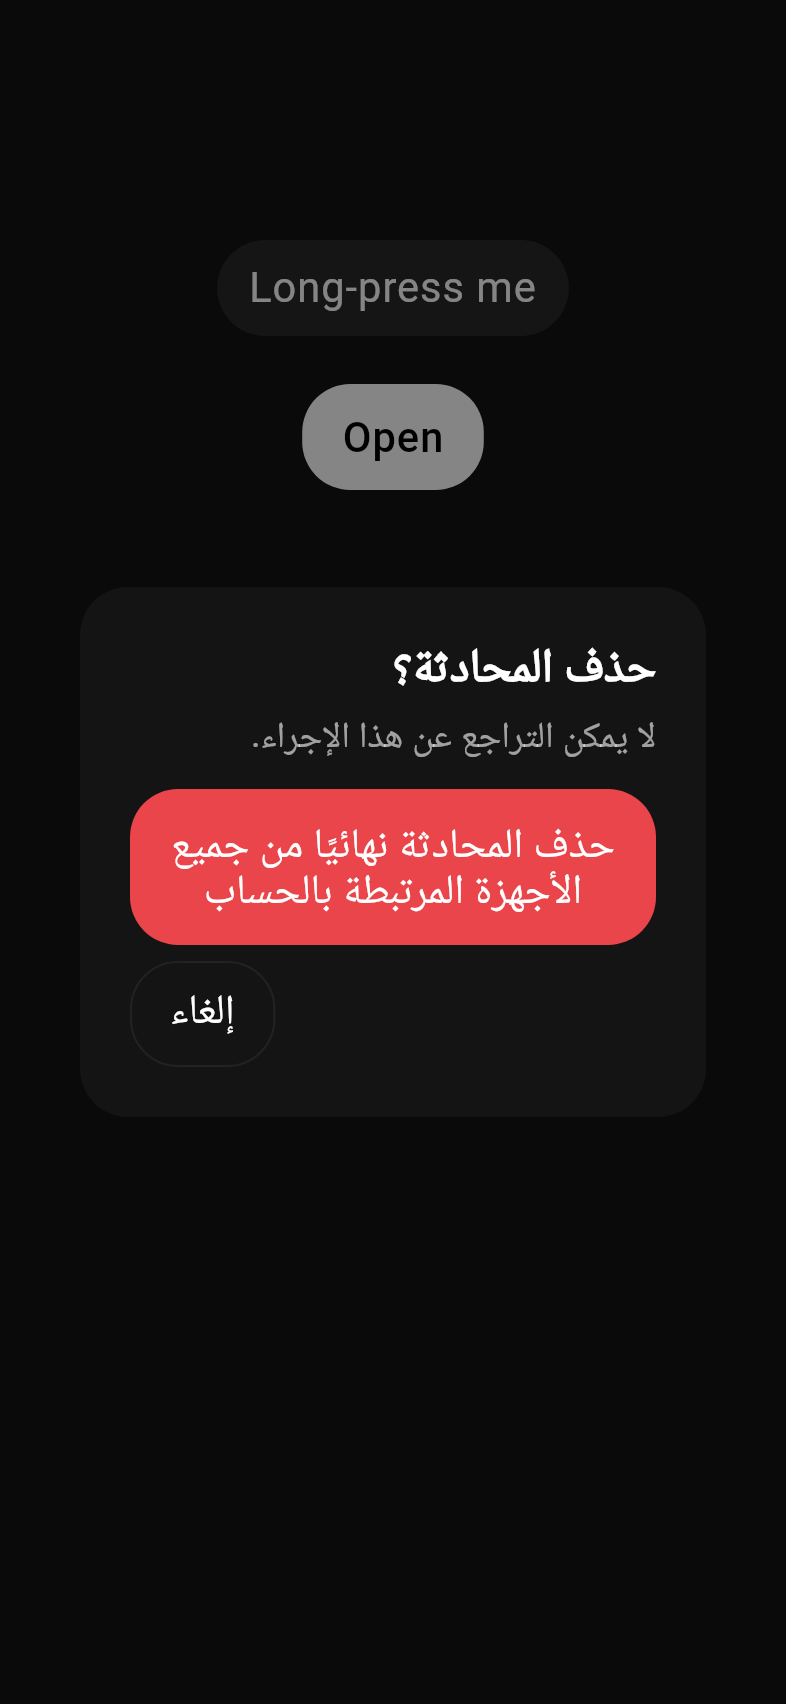 Long-press me
Open
حذف المحادثة؟
لا يمكن التراجع عن هذا الإجراء.
حذف المحادثة نهائيًا من جميع
الأجهزة المرتبطة بالحساب
إلغاء